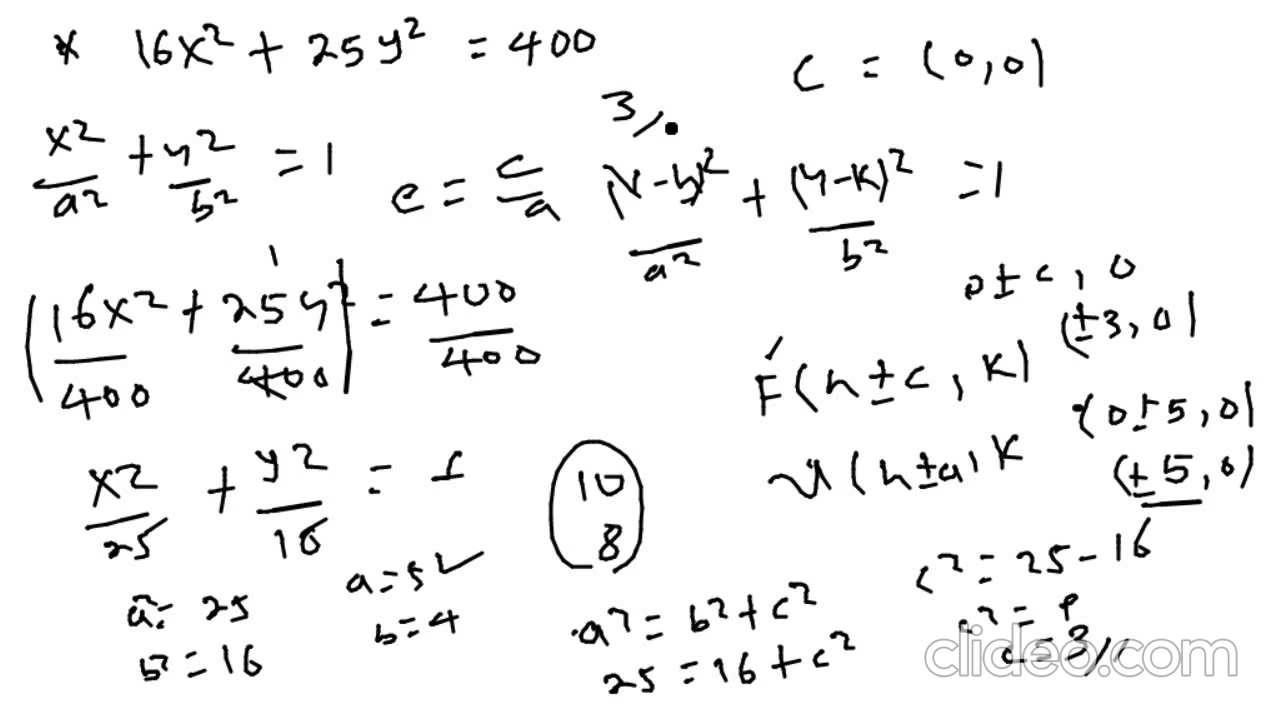 * 16x² + 25y² = 400
C = (0,0)
x²/a² + y²/b² = 1
3/
e = c/a
(x-h)²/a² + (y-k)²/b² = 1
(16x²/400 + 25y²/400) = 400/400
0 ± c, 0
(±3, 0)
F(h ± c, k)
(0 ± 5, 0)
x²/25 + y²/16 = 1
10
8
(h ± a, k
(±5, 0)
a² = 25
a = 5
b² = 16
b = 4
a² = b² + c²
25 = 16 + c²
c² = 25 - 16
c = 3
clideo.com